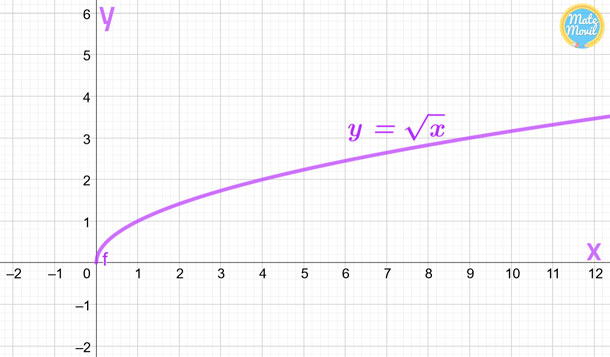 6 y
Mate
Movil
5
4
y = √x
3
2
1
f
x
–2 –1 0 1 2 3 4 5 6 7 8 9 10 11 12
–1
–2